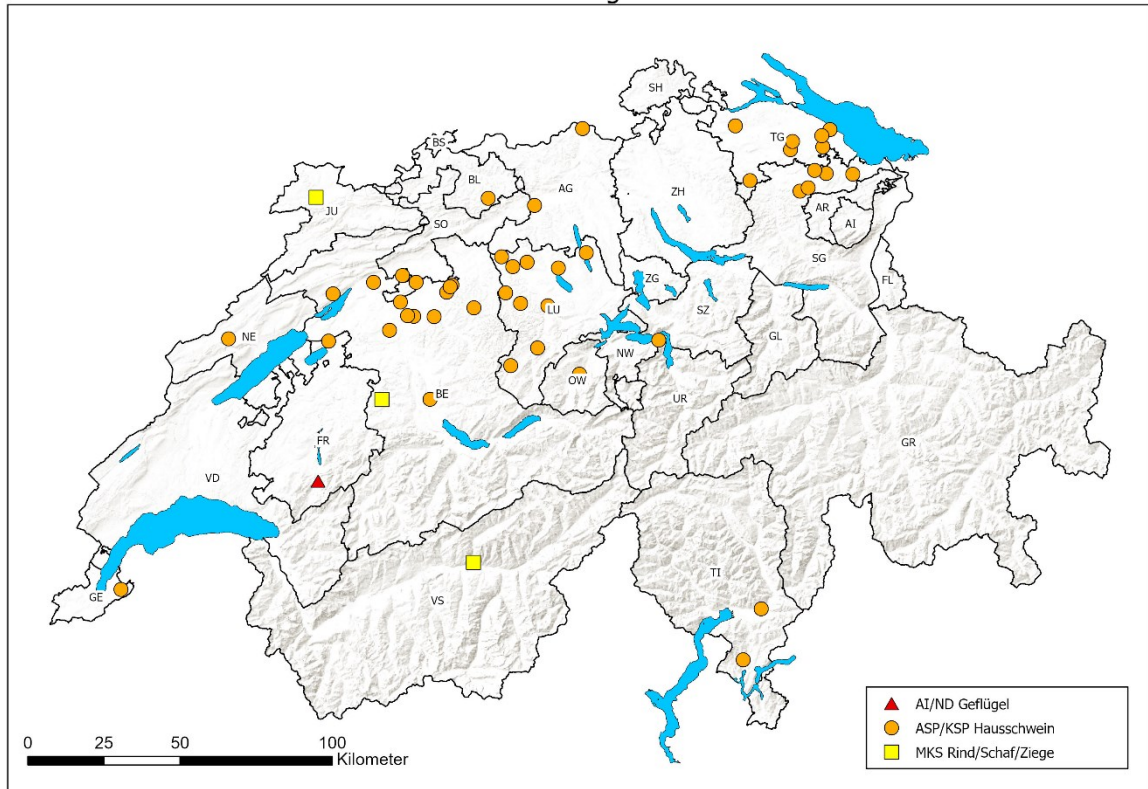 SH
BS
TG
BL
AG
ZH
JU
SO
AR
AI
SG
ZG
FL
LU
SZ
NE
NW
GL
OW
BE
UR
FR
GR
VD
TI
GE
VS
AI/ND Geflügel
ASP/KSP Hausschwein
MKS Rind/Schaf/Ziege
0 25 50 100
Kilometer